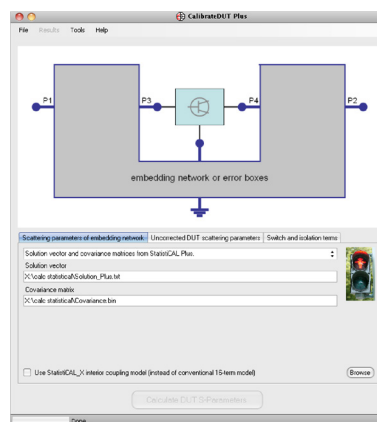 CalibrateDUT Plus
File Results Tools Help
P1 P3 P4 P2
embedding network or error boxes
Scattering parameters of embedding network Uncorrected DUT scattering parameters Switch and isolation terms
Solution vector and covariance matrices from StatistiCAL Plus.
Solution vector
X:\calc statistical\Solution_Plus.txt
Covariance matrix
X:\calc statistical\Covariance.bin
Use StatistiCAL_X interior coupling model (instead of conventional 16-term model) Browse
Calculate DUT S-Parameters
Done